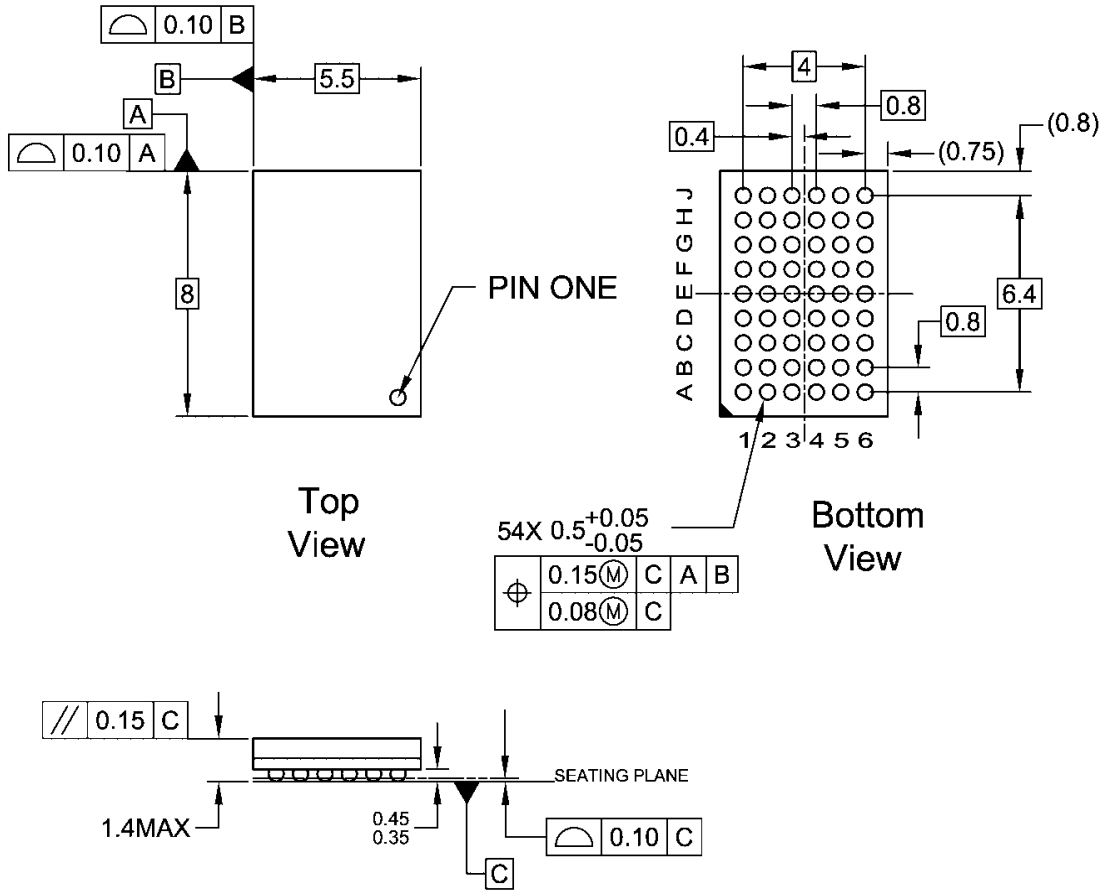 0.10 B
B
5.5
A
0.10 A
8
PIN ONE
Top
View
4
0.8
0.4
(0.8)
(0.75)
J
H
G
F
E
D
C
B
A
6.4
0.8
1 2 3 4 5 6
54X 0.5 +0.05
-0.05
0.15 Ⓜ C A B
0.08 Ⓜ C
Bottom
View
// 0.15 C
SEATING PLANE
1.4MAX
0.45
0.35
0.10 C
C